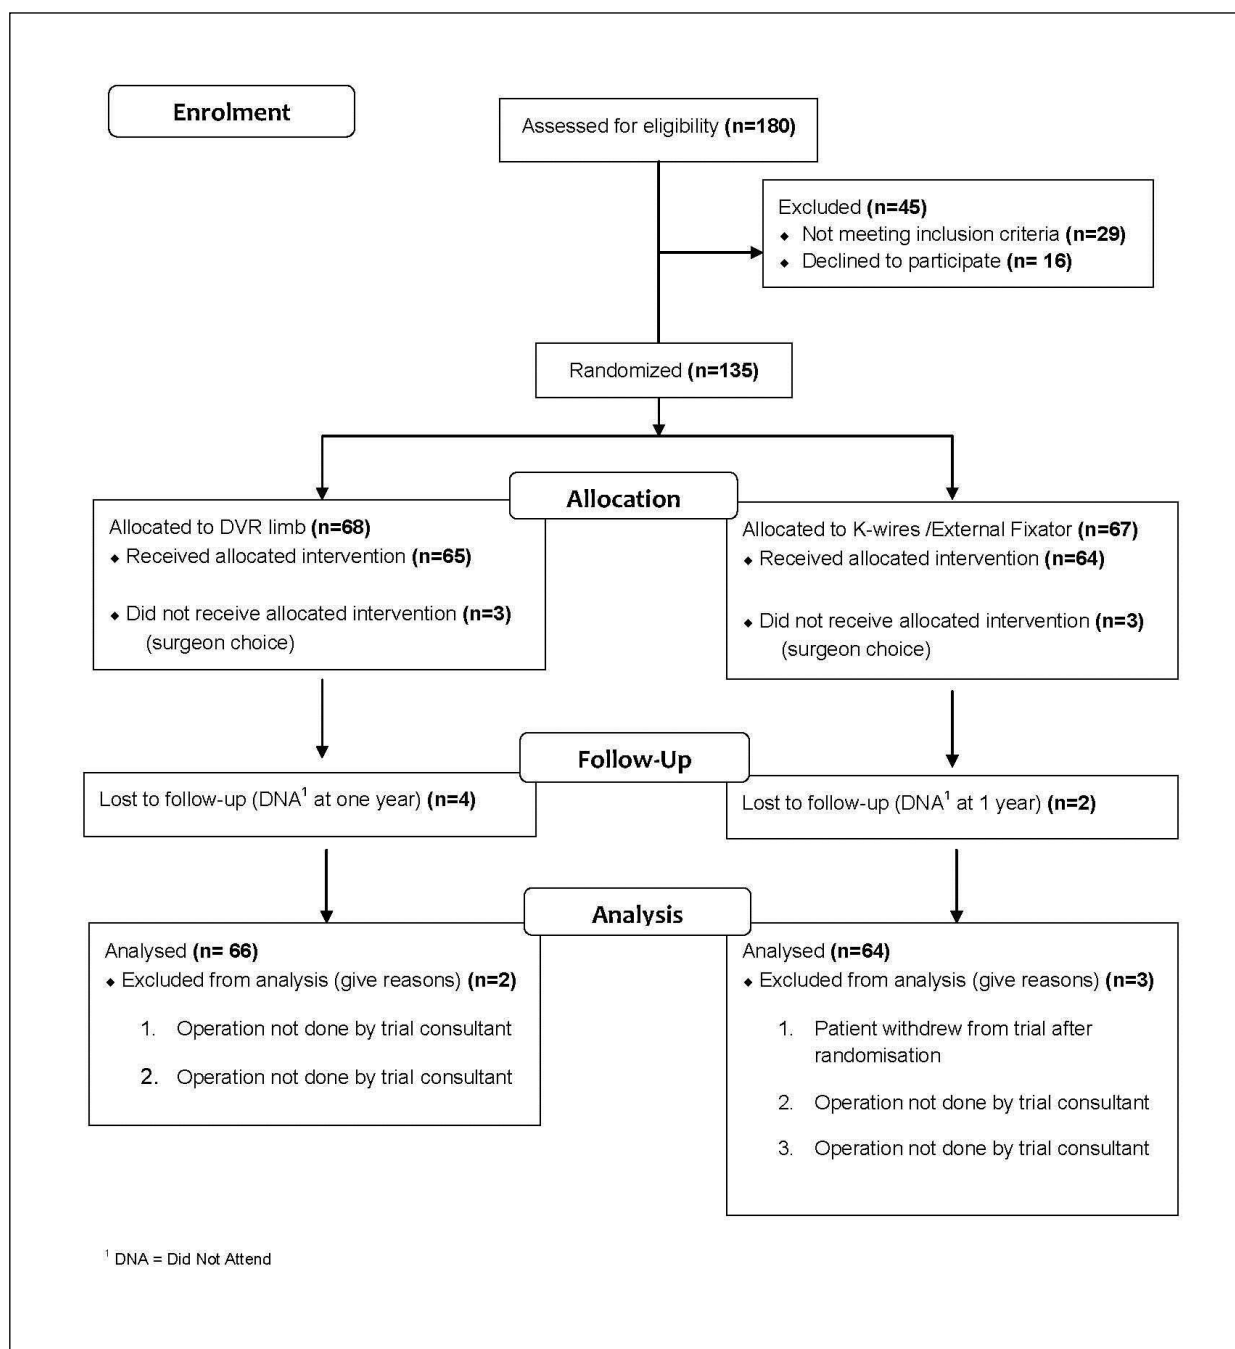 Enrolment
Assessed for eligibility (n=180)
Excluded (n=45)
◆ Not meeting inclusion criteria (n=29)
◆ Declined to participate (n= 16)
Randomized (n=135)
Allocation
Allocated to DVR limb (n=68)
◆ Received allocated intervention (n=65)
◆ Did not receive allocated intervention (n=3)
(surgeon choice)
Allocated to K-wires /External Fixator (n=67)
◆ Received allocated intervention (n=64)
◆ Did not receive allocated intervention (n=3)
(surgeon choice)
Follow-Up
Lost to follow-up (DNA¹ at one year) (n=4)
Lost to follow-up (DNA¹ at 1 year) (n=2)
Analysis
Analysed (n= 66)
◆ Excluded from analysis (give reasons) (n=2)
1. Operation not done by trial consultant
2. Operation not done by trial consultant
Analysed (n=64)
◆ Excluded from analysis (give reasons) (n=3)
1. Patient withdrew from trial after
randomisation
2. Operation not done by trial consultant
3. Operation not done by trial consultant
¹ DNA = Did Not Attend